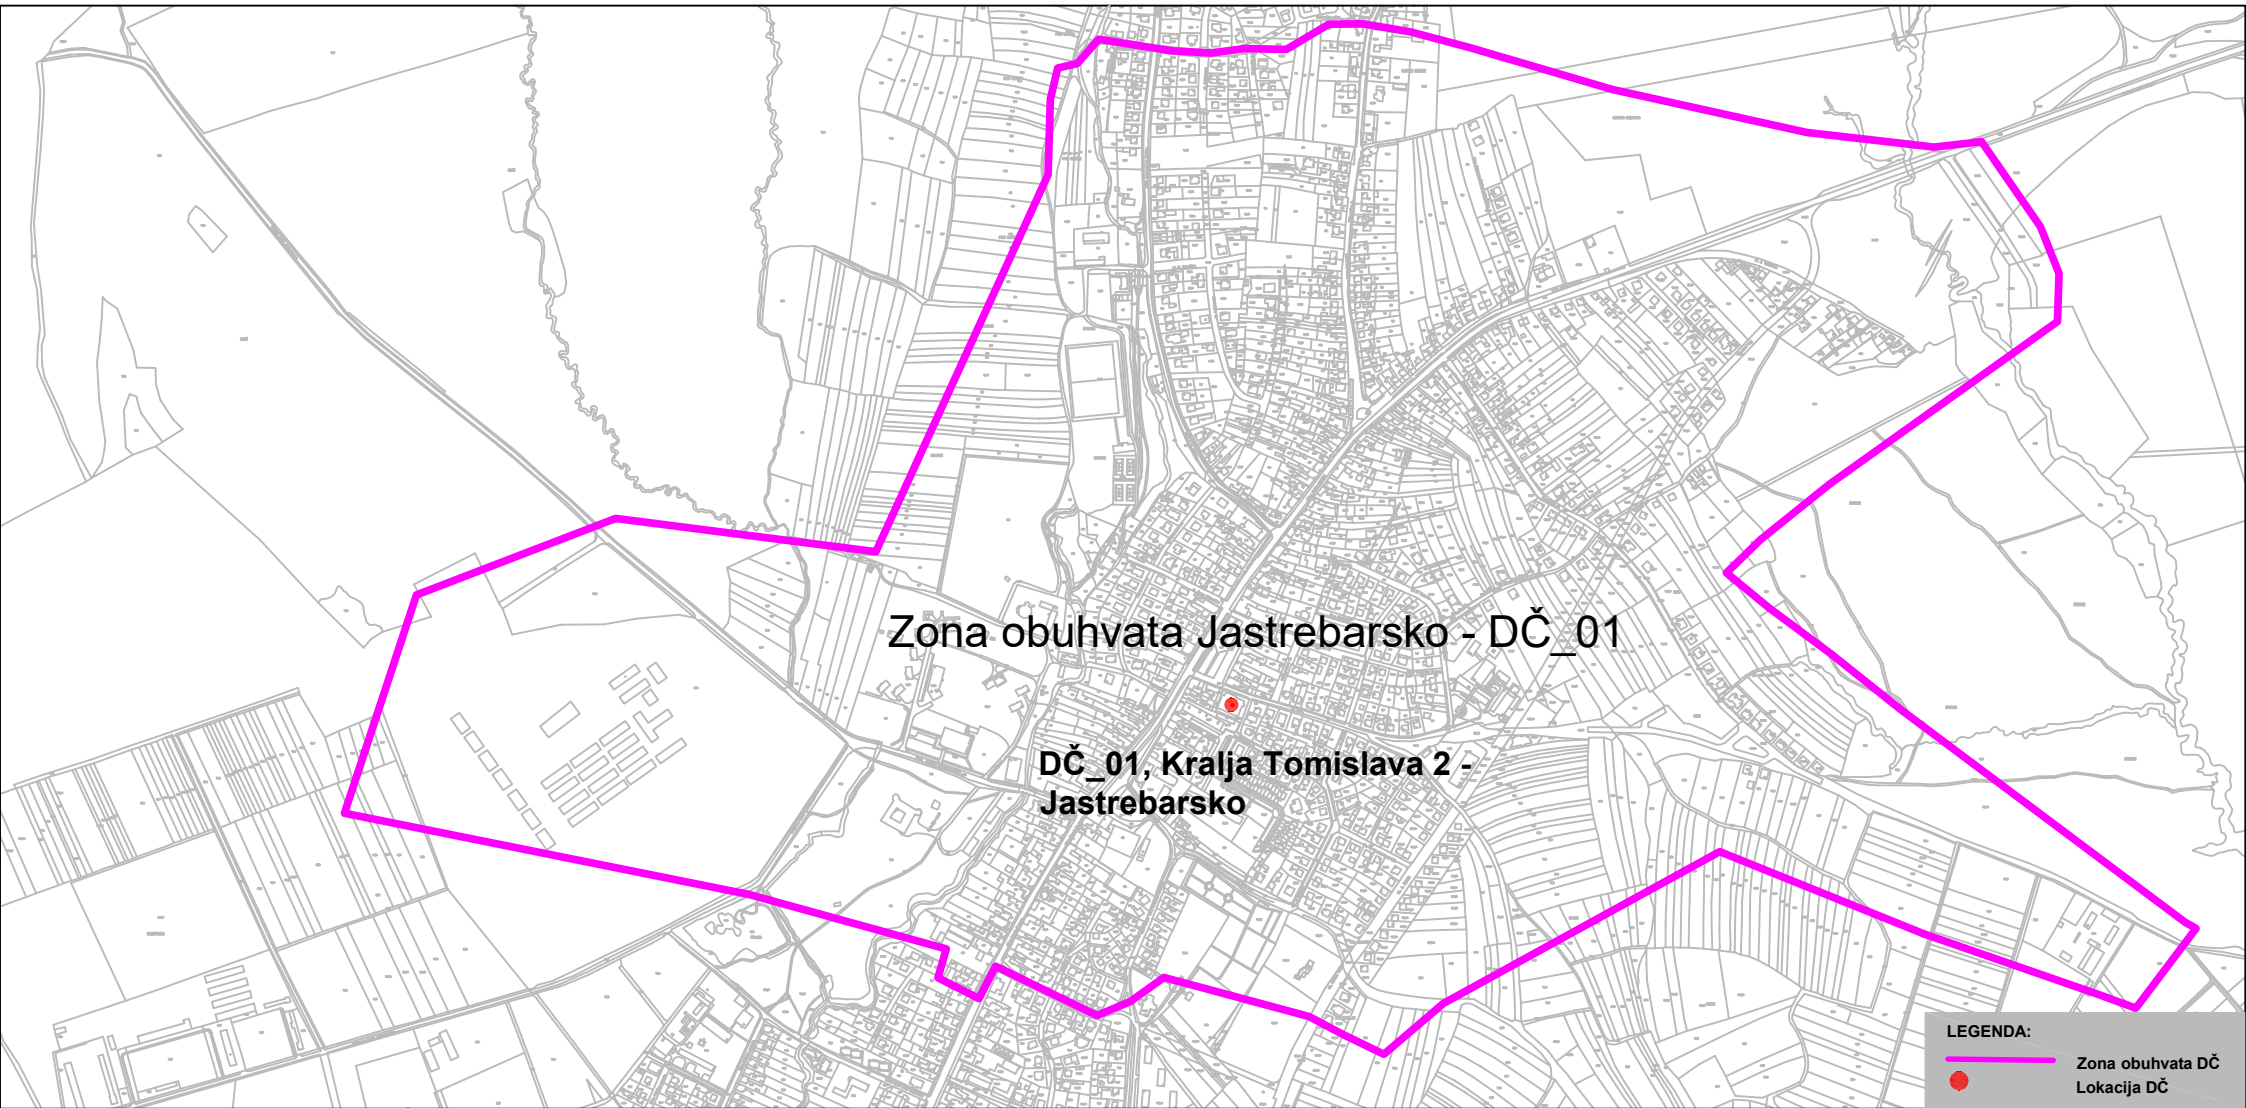 Zona obuhvata Jastrebarsko - DČ_01
DČ_01, Kralja Tomislava 2 -
Jastrebarsko
LEGENDA:
Zona obuhvata DČ
Lokacija DČ